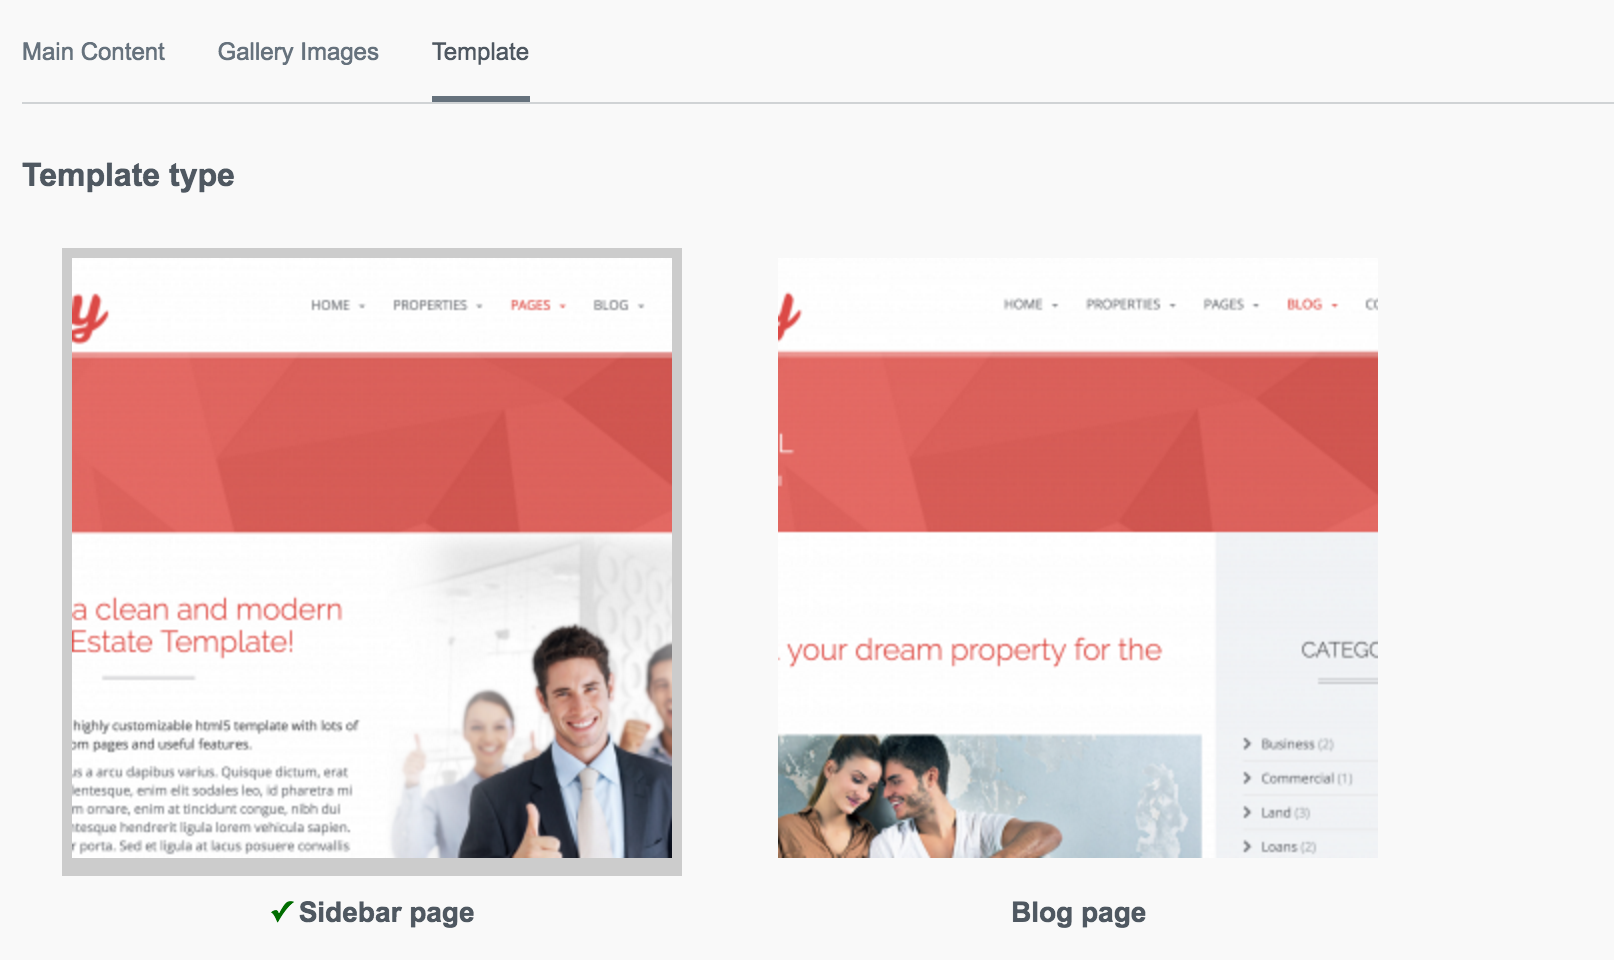 Main Content Gallery Images Template
Template type
y HOME PROPERTIES PAGES BLOG
a clean and modern
Estate Template!
highly customizable html5 template with lots of
om pages and useful features.
us a arcu dapibus varius. Quisque dictum, erat
lentesque, enim elit sodales leo, id pharetra mi
m ornare, enim at tincidunt congue, nibh dui
ntesque hendrerit ligula lorem vehicula sapien.
r porta. Sed et ligula at lacus posuere convallis
✓ Sidebar page
y HOME PROPERTIES PAGES BLOG
L
your dream property for the
CATEG
Business (2)
Commercial (1)
Land (3)
Loans (2)
Blog page